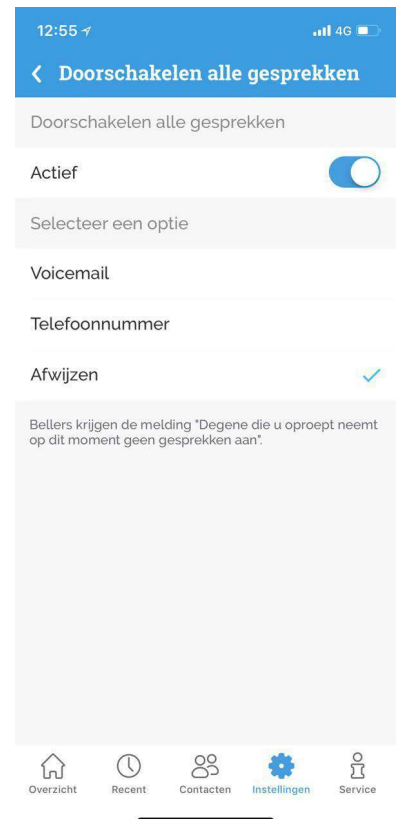 12:55 4G
Doorschakelen alle gesprekken
Doorschakelen alle gesprekken
Actief
Selecteer een optie
Voicemail
Telefoonnummer
Afwijzen
Bellers krijgen de melding "Degene die u oproept neemt
op dit moment geen gesprekken aan".
Overzicht Recent Contacten Instellingen Service